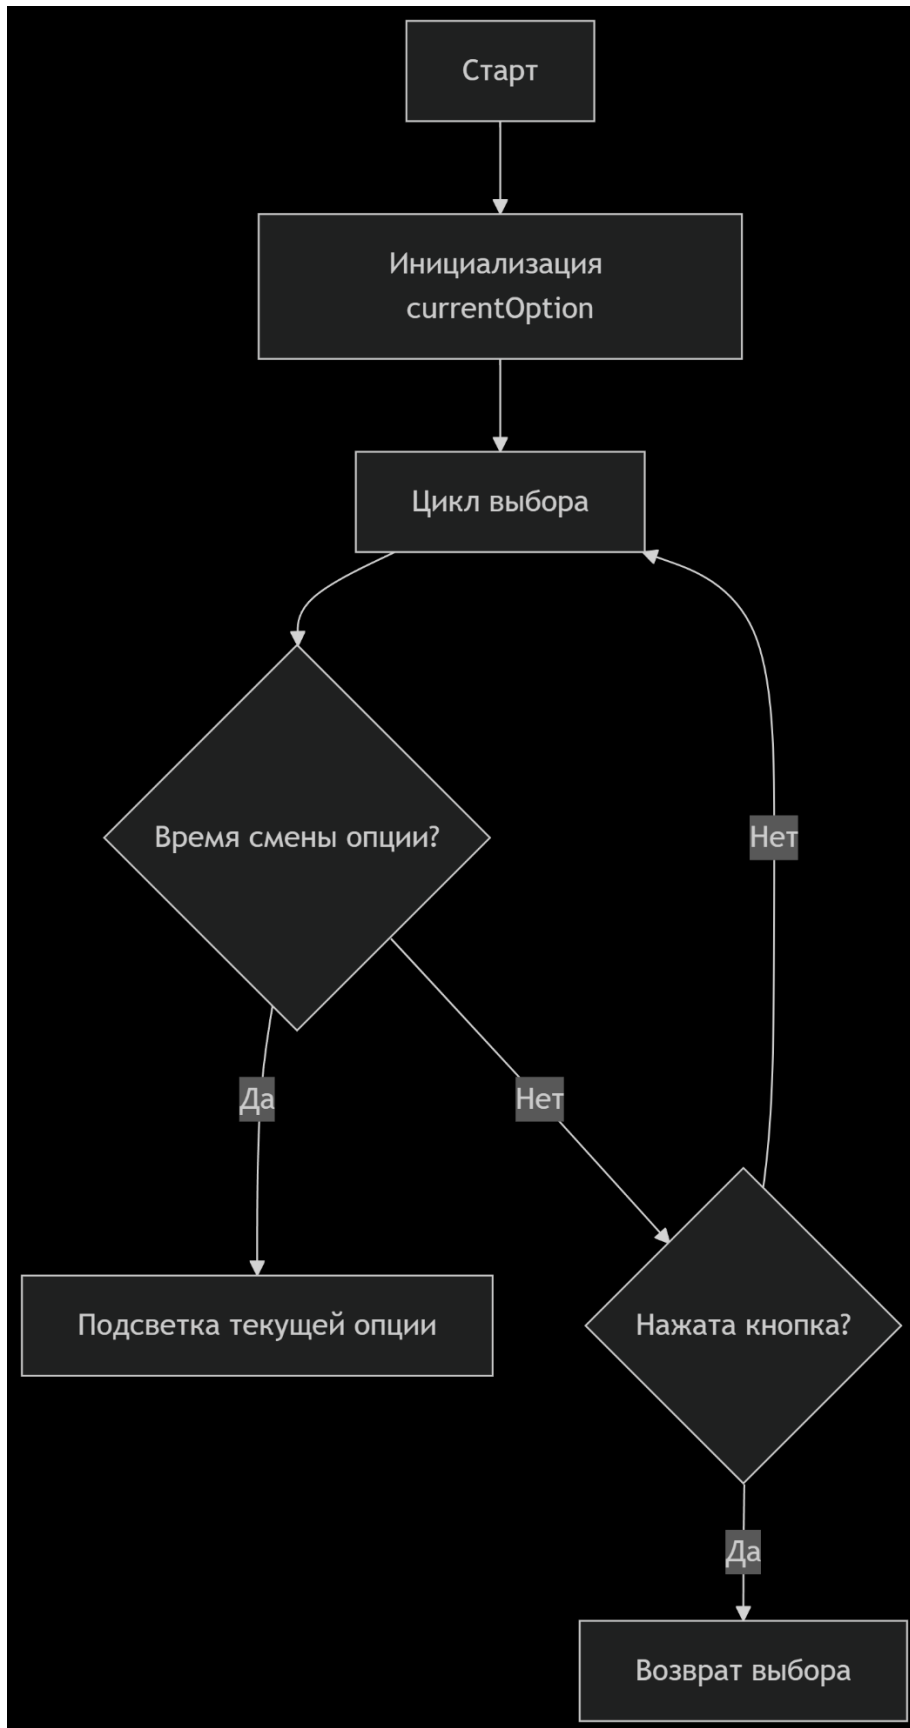 Старт
Инициализация
currentOption
Цикл выбора
Время смены опции?
Нет
Да
Нет
Подсветка текущей опции
Нажата кнопка?
Да
Возврат выбора